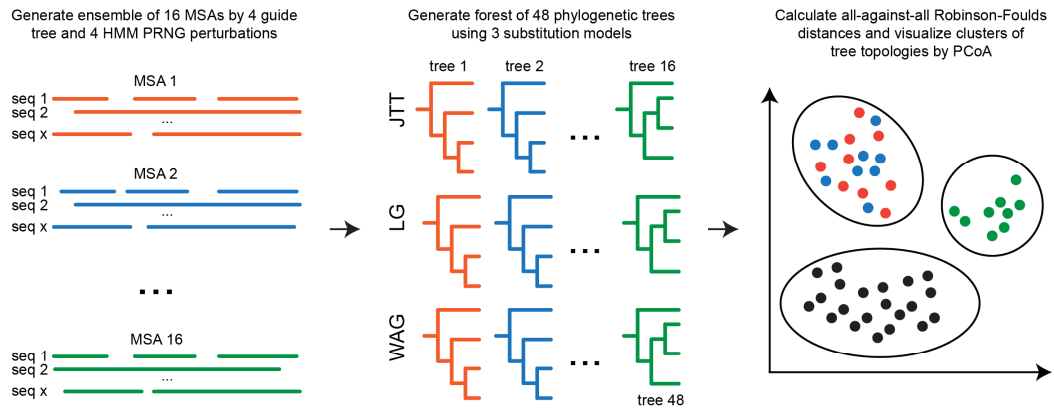 Generate ensemble of 16 MSAs by 4 guide
tree and 4 HMM PRNG perturbations
MSA 1
seq 1
seq 2
...
seq x
MSA 2
seq 1
seq 2
...
seq x
...
MSA 16
seq 1
seq 2
...
seq x
Generate forest of 48 phylogenetic trees
using 3 substitution models
tree 1
tree 2
tree 16
JTT
...
LG
...
WAG
...
tree 48
Calculate all-against-all Robinson-Foulds
distances and visualize clusters of
tree topologies by PCoA